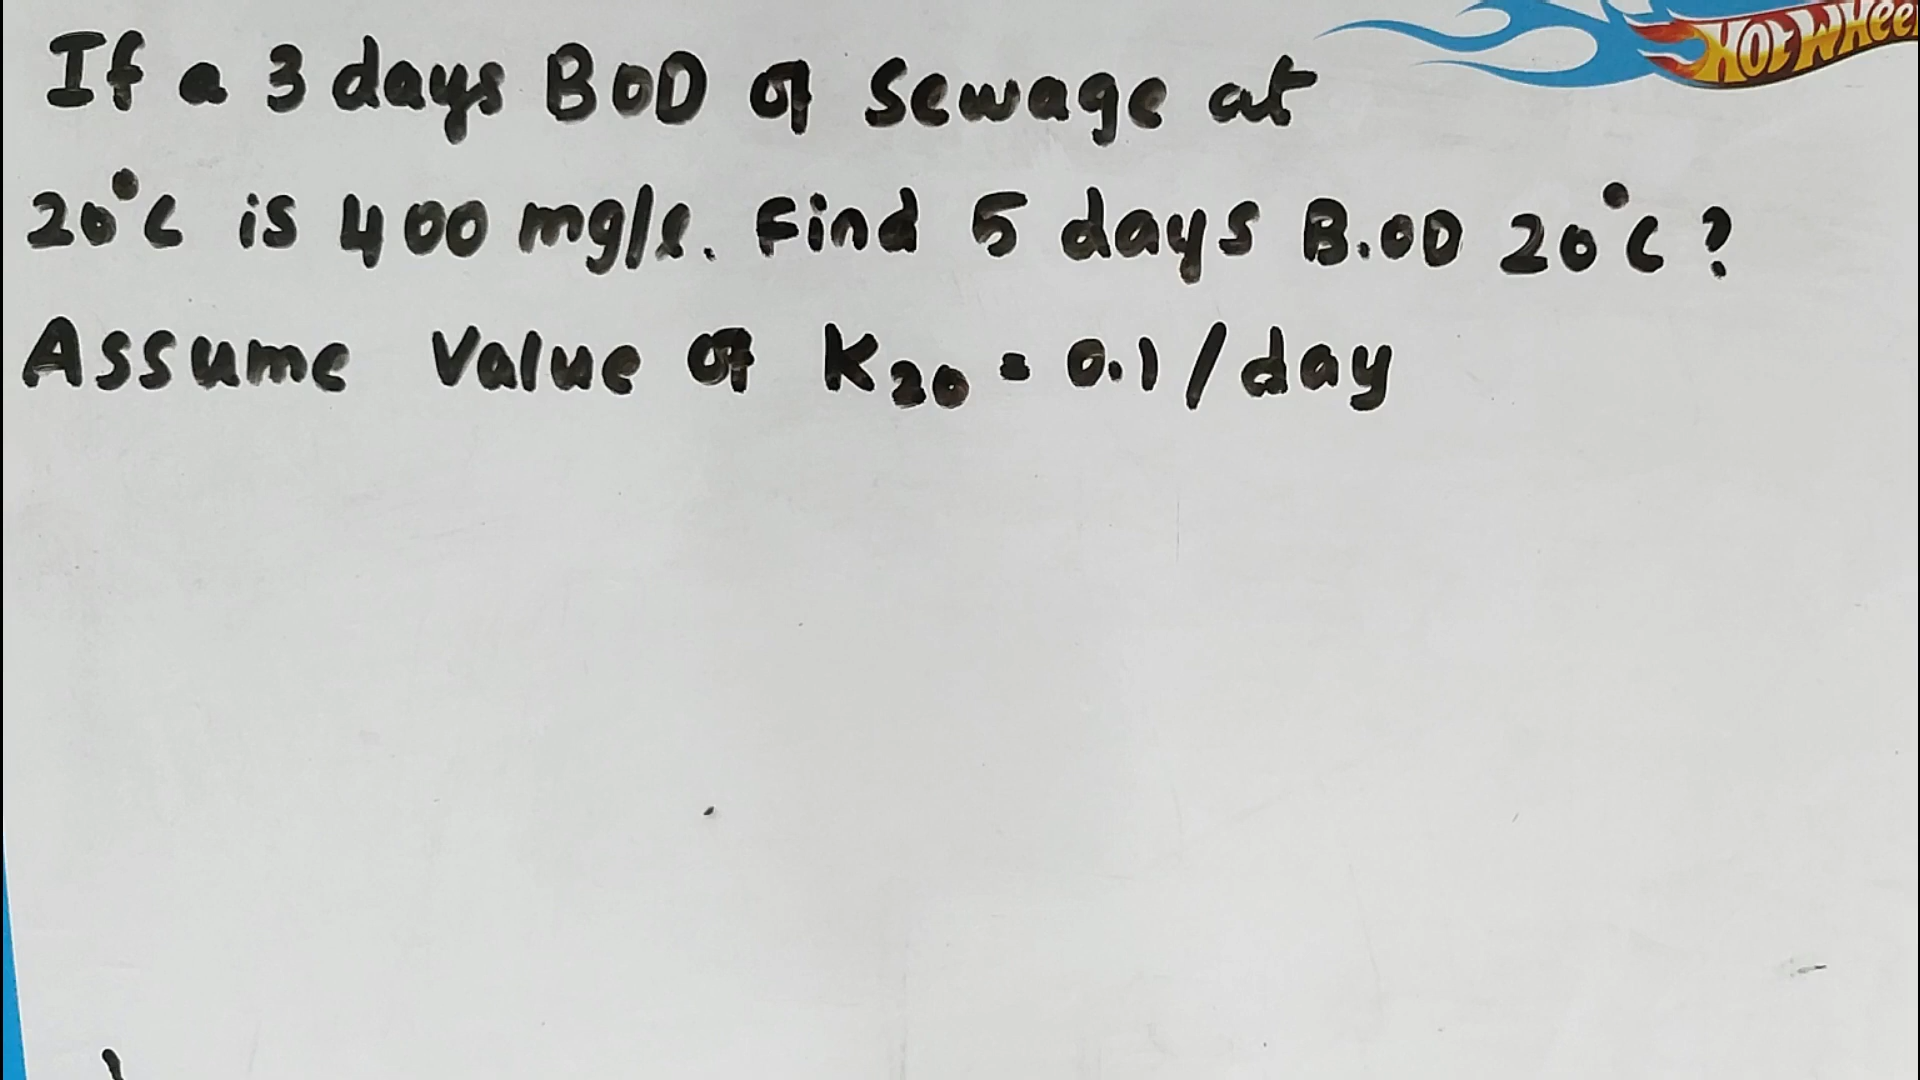 HOT WHEE
If a 3 days BOD of sewage at
20°C is 400 mg/l. Find 5 days B.OD 20°C ?
Assume Value of K20 = 0.1 / day